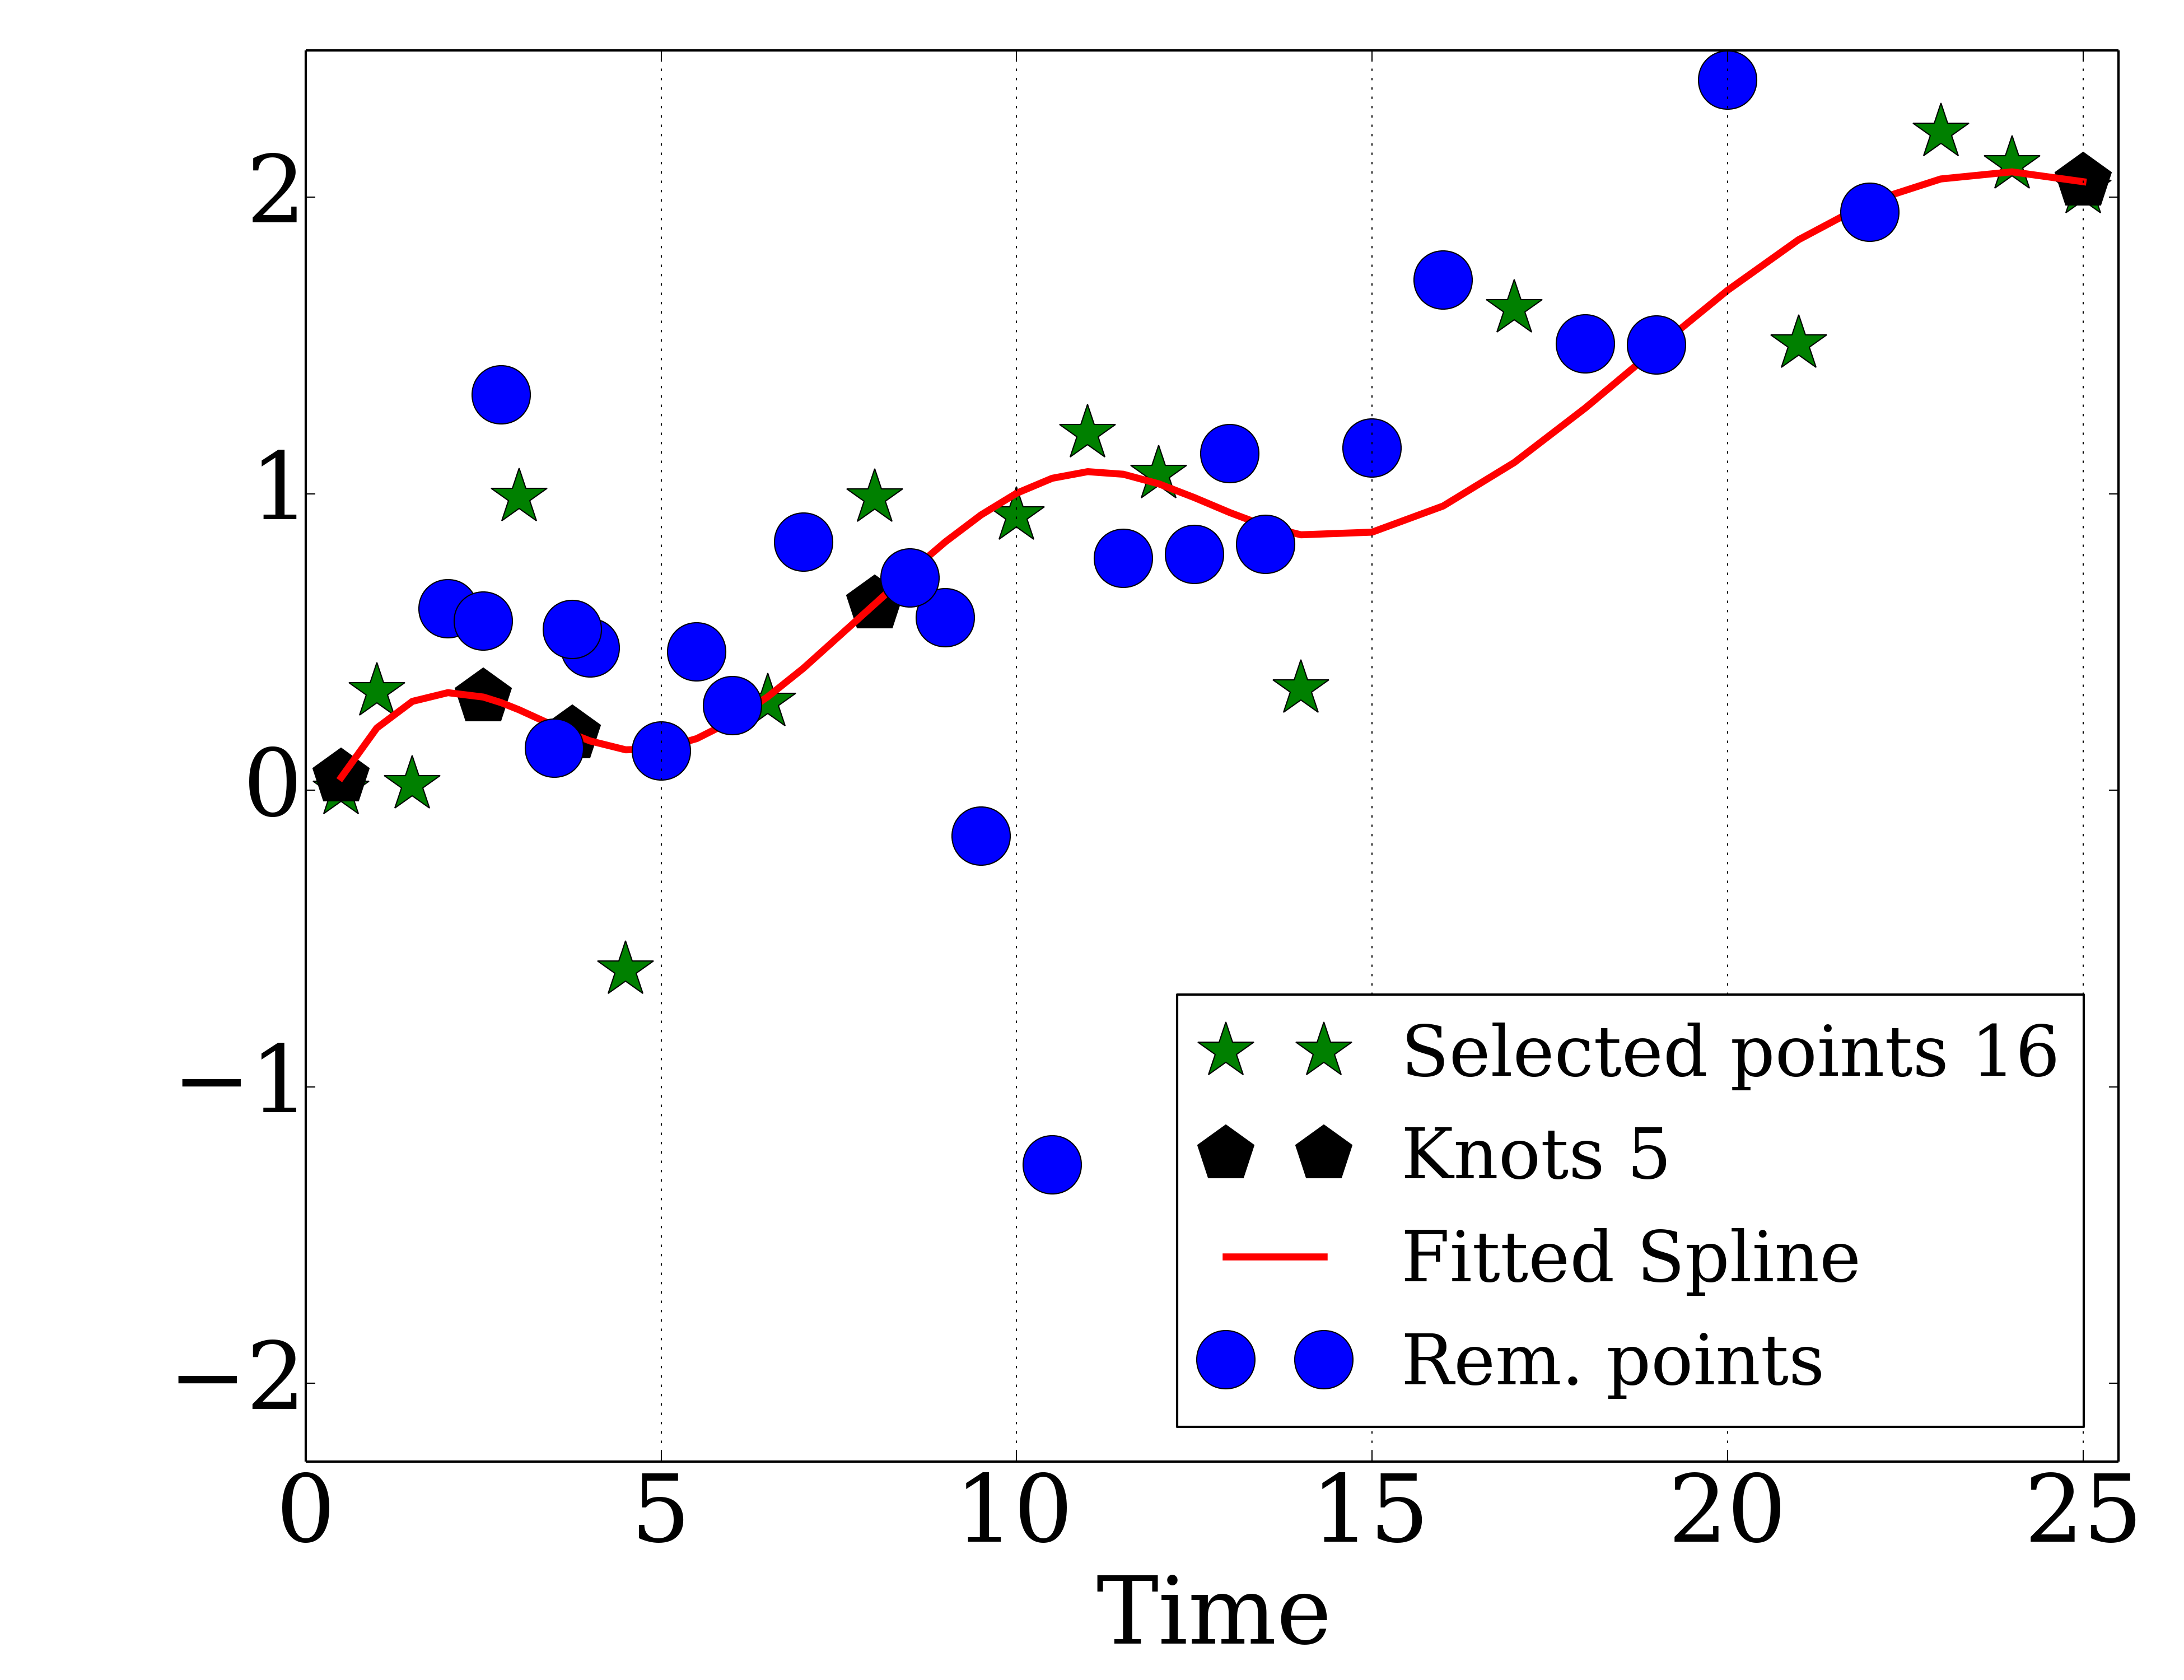 2
1
0
−1
−2
0 5 10 15 20 25
Time
Selected points 16
Knots 5
Fitted Spline
Rem. points